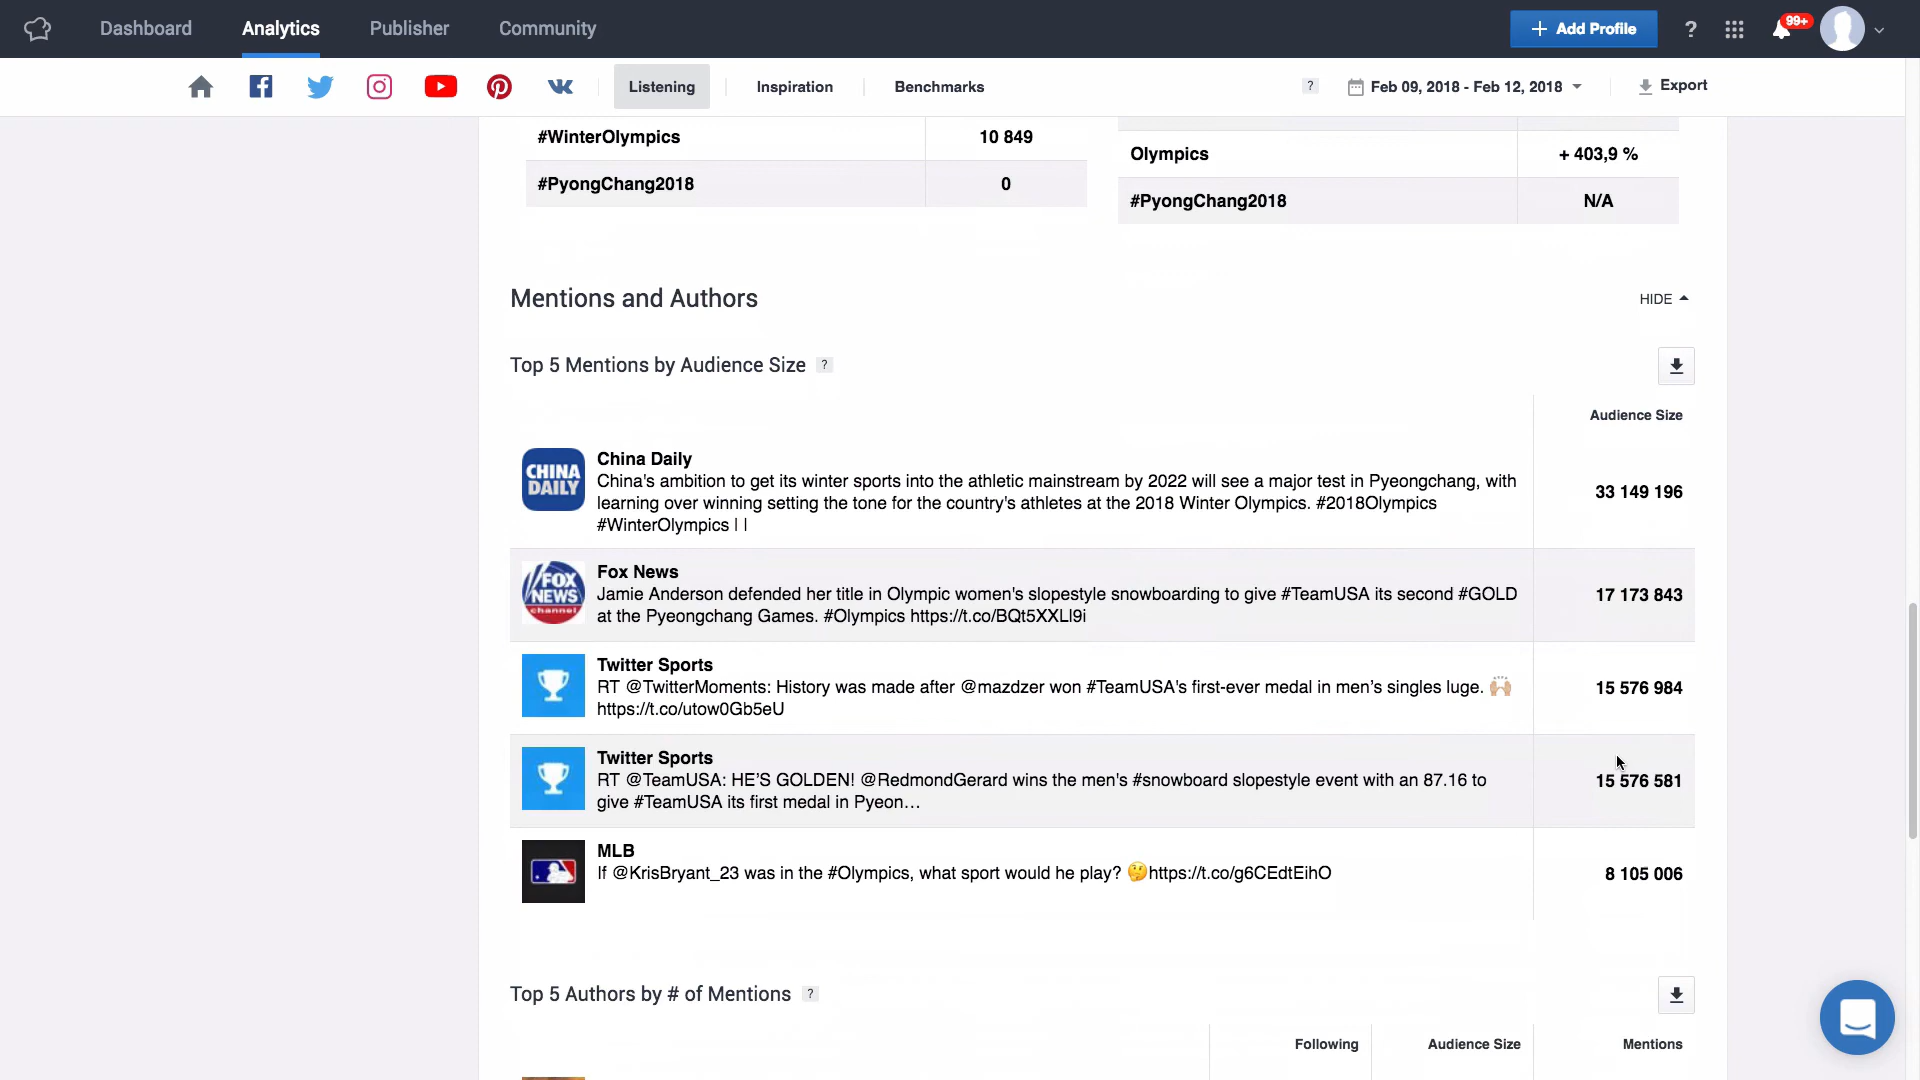 Dashboard
Analytics
Publisher
Community
Add Profile
?
99+
Listening
Inspiration
Benchmarks
?
Feb 09, 2018 - Feb 12, 2018
Export
#WinterOlympics 10 849
#PyongChang2018 0
Olympics + 403,9 %
#PyongChang2018 N/A
Mentions and Authors
HIDE
Top 5 Mentions by Audience Size ?
Audience Size
CHINA
DAILY
China Daily
China's ambition to get its winter sports into the athletic mainstream by 2022 will see a major test in Pyeongchang, with
learning over winning setting the tone for the country's athletes at the 2018 Winter Olympics. #2018Olympics
#WinterOlympics | |
33 149 196
FOX
NEWS
channel
Fox News
Jamie Anderson defended her title in Olympic women's slopestyle snowboarding to give #TeamUSA its second #GOLD
at the Pyeongchang Games. #Olympics https://t.co/BQt5XXLl9i
17 173 843
Twitter Sports
RT @TwitterMoments: History was made after @mazdzer won #TeamUSA's first-ever medal in men’s singles luge. 🙌🏼
https://t.co/utow0Gb5eU
15 576 984
Twitter Sports
RT @TeamUSA: HE’S GOLDEN! @RedmondGerard wins the men's #snowboard slopestyle event with an 87.16 to
give #TeamUSA its first medal in Pyeon…
15 576 581
MLB
If @KrisBryant_23 was in the #Olympics, what sport would he play? 🤔https://t.co/g6CEdtEihO
8 105 006
Top 5 Authors by # of Mentions ?
Following
Audience Size
Mentions